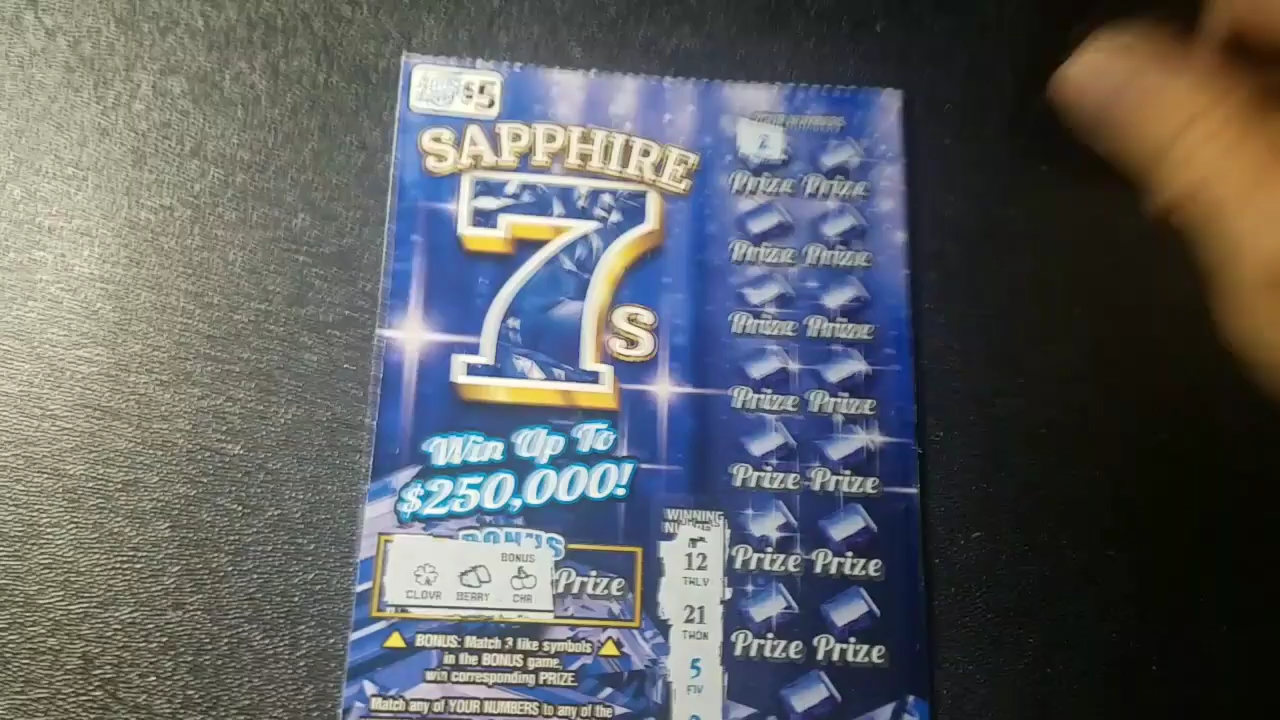 $5
SAPPHIRE
7s
Win Up To
$250,000!
BONUS
BONUS
CLOVR BERRY CHR
Prize
BONUS: Match 3 like symbols
in the BONUS game,
win corresponding PRIZE.
Match any of YOUR NUMBERS to any of the
WINNING
12
TWLV
21
TWON
5
FIV
2
Prize Prize
Prize Prize
Prize Prize
Prize Prize
Prize Prize
Prize Prize
Prize Prize